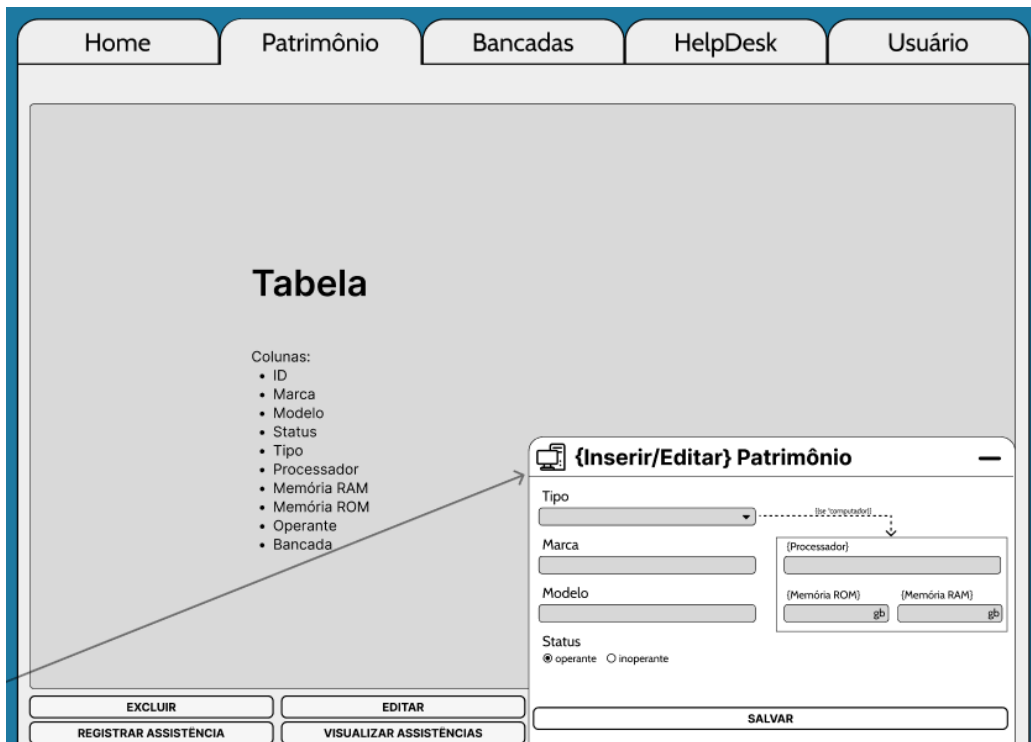 Home
Patrimônio
Bancadas
HelpDesk
Usuário
Tabela
Colunas:
• ID
• Marca
• Modelo
• Status
• Tipo
• Processador
• Memória RAM
• Memória ROM
• Operante
• Bancada
{Inserir/Editar} Patrimônio
Tipo
{(se "computador)}
Marca
{Processador}
Modelo
{Memória ROM} {Memória RAM}
gb gb
Status
operante inoperante
SALVAR
EXCLUIR
EDITAR
REGISTRAR ASSISTÊNCIA
VISUALIZAR ASSISTÊNCIAS